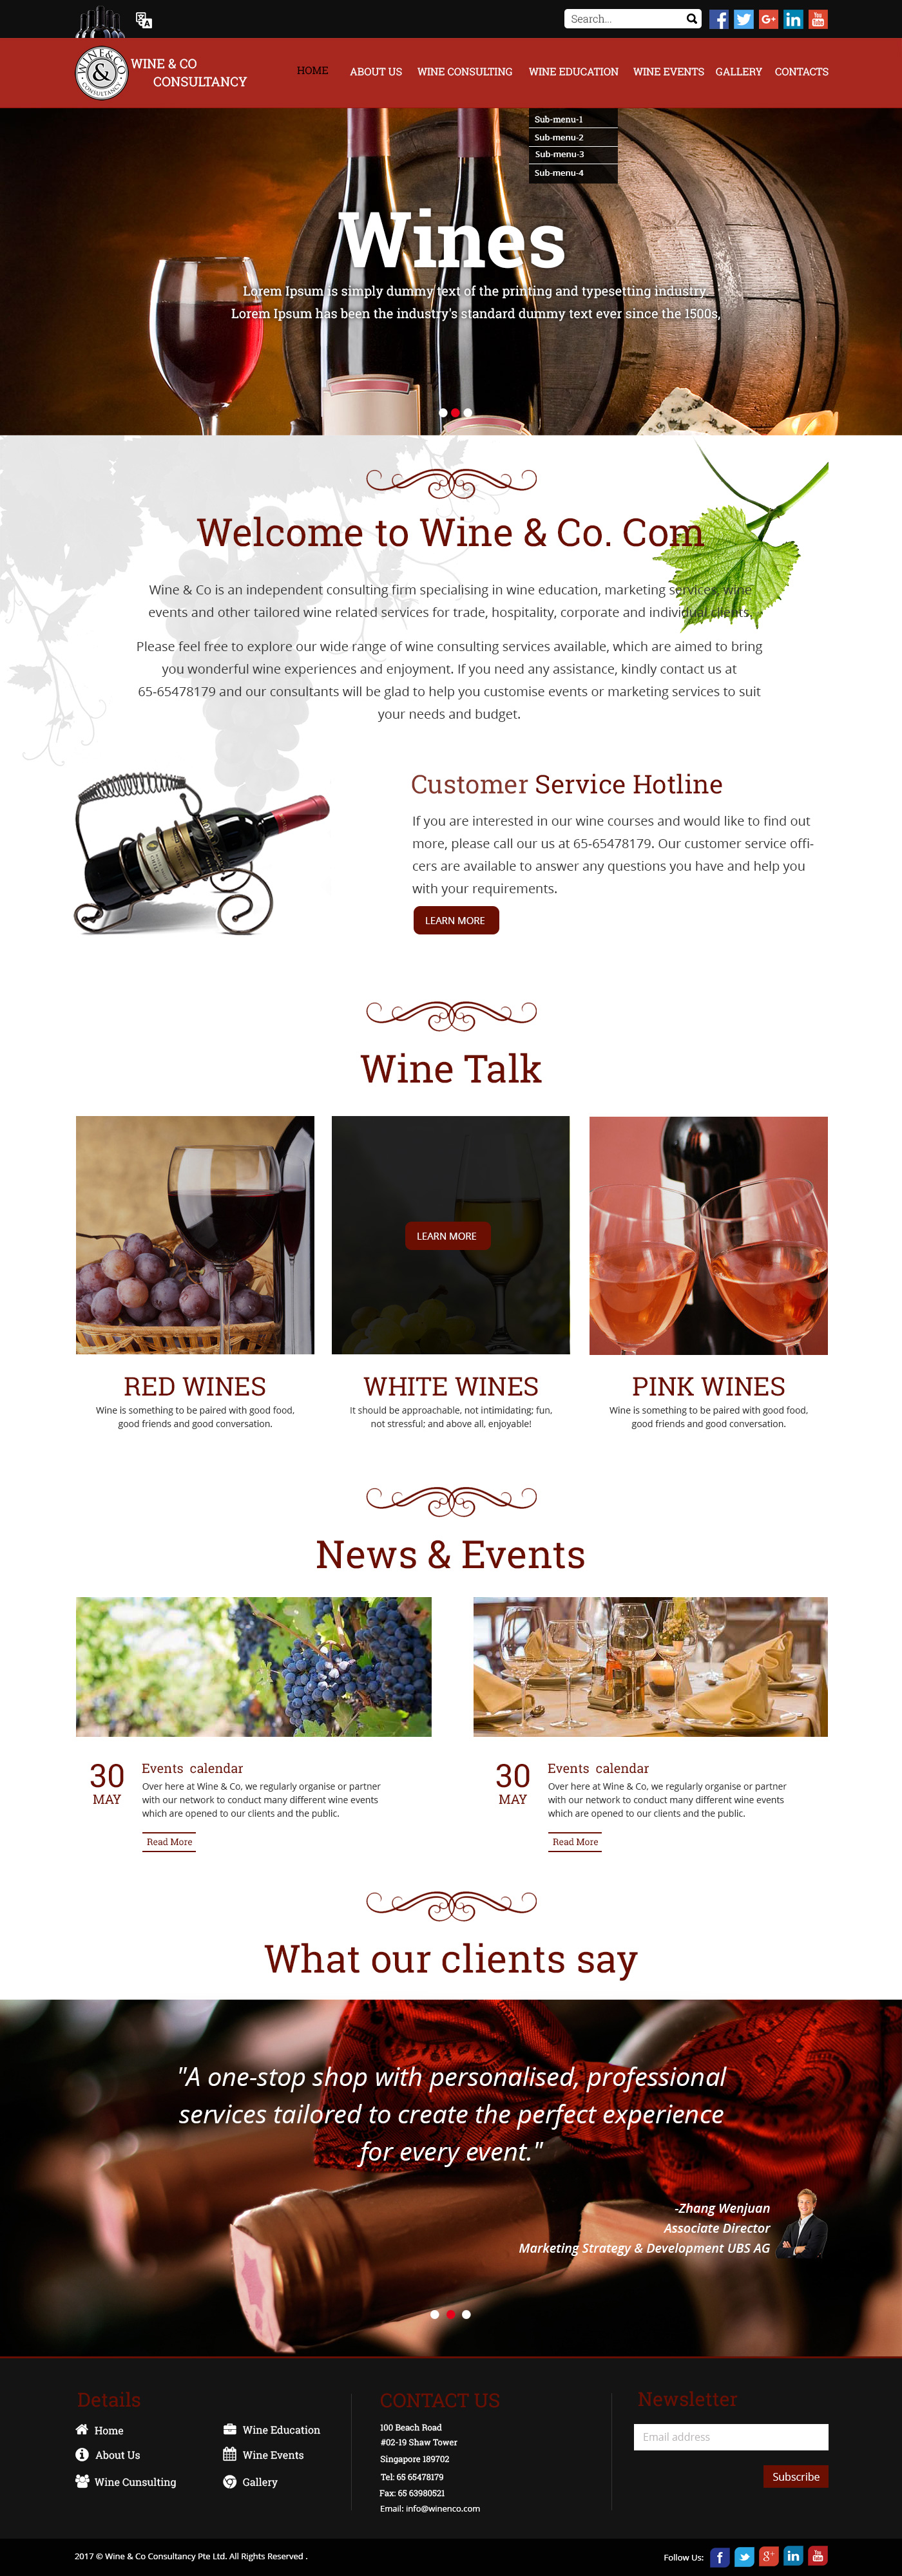 Search...
WINE & CO
CONSULTANCY
WINE&CO
&
CONSULTANCY
HOME
ABOUT US
WINE CONSULTING
WINE EDUCATION
WINE EVENTS
GALLERY
CONTACTS
Sub-menu-1
Sub-menu-2
Sub-menu-3
Sub-menu-4
Wines
Lorem Ipsum is simply dummy text of the printing and typesetting industry.
Lorem Ipsum has been the industry's standard dummy text ever since the 1500s,
Welcome to Wine & Co. Com
Wine & Co is an independent consulting firm specialising in wine education, marketing services, wine
events and other tailored wine related services for trade, hospitality, corporate and individual clients.
Please feel free to explore our wide range of wine consulting services available, which are aimed to bring
you wonderful wine experiences and enjoyment. If you need any assistance, kindly contact us at
65-65478179 and our consultants will be glad to help you customise events or marketing services to suit
your needs and budget.
Customer Service Hotline
If you are interested in our wine courses and would like to find out
more, please call our us at 65-65478179. Our customer service offi-
cers are available to answer any questions you have and help you
with your requirements.
LEARN MORE
Wine Talk
LEARN MORE
RED WINES
Wine is something to be paired with good food,
good friends and good conversation.
WHITE WINES
It should be approachable, not intimidating; fun,
not stressful; and above all, enjoyable!
PINK WINES
Wine is something to be paired with good food,
good friends and good conversation.
News & Events
30
MAY
Events calendar
Over here at Wine & Co, we regularly organise or partner
with our network to conduct many different wine events
which are opened to our clients and the public.
Read More
30
MAY
Events calendar
Over here at Wine & Co, we regularly organise or partner
with our network to conduct many different wine events
which are opened to our clients and the public.
Read More
What our clients say
"A one-stop shop with personalised, professional
services tailored to create the perfect experience
for every event."
-Zhang Wenjuan
Associate Director
Marketing Strategy & Development UBS AG
Details
Home
About Us
Wine Cunsulting
Wine Education
Wine Events
Gallery
CONTACT US
100 Beach Road
#02-19 Shaw Tower
Singapore 189702
Tel: 65 65478179
Fax: 65 63980521
Email: info@winenco.com
Newsletter
Email address
Subscribe
2017 © Wine & Co Consultancy Pte Ltd. All Rights Reserved .
Follow Us: